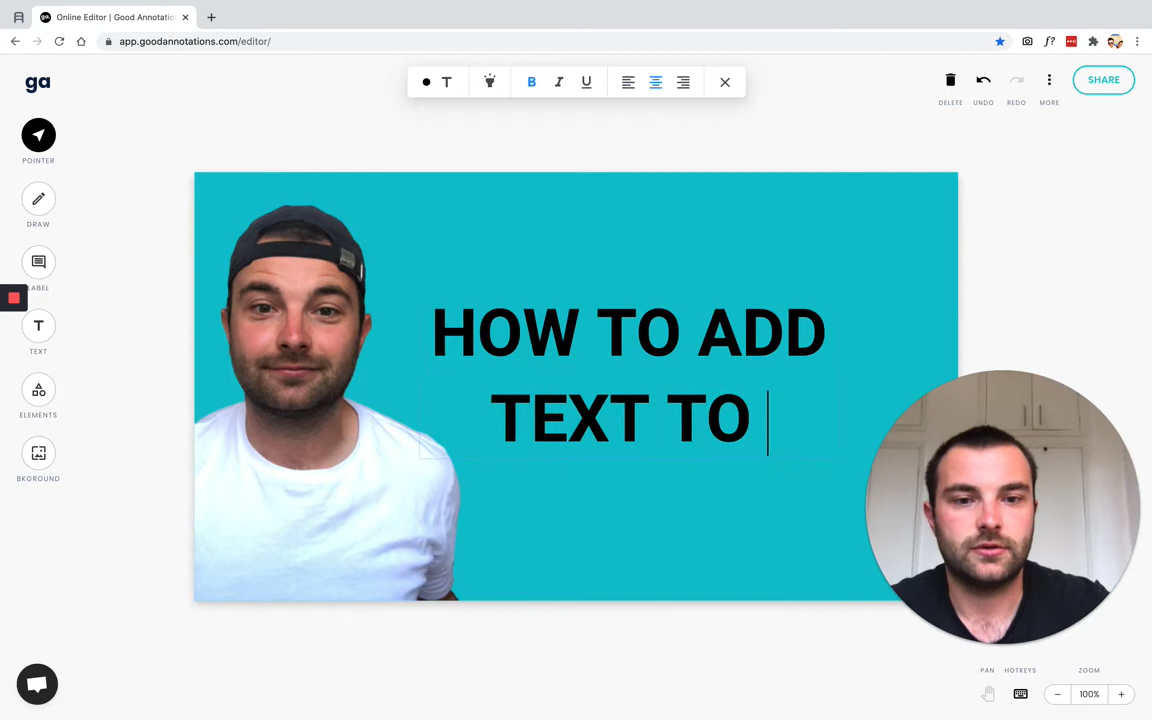 Online Editor | Good Annotatio
app.goodannotations.com/editor/
ga
T
B
I
U
DELETE
UNDO
REDO
MORE
SHARE
POINTER
DRAW
LABEL
T
TEXT
ELEMENTS
BKGROUND
HOW TO ADD
TEXT TO
PAN
HOTKEYS
ZOOM
100%